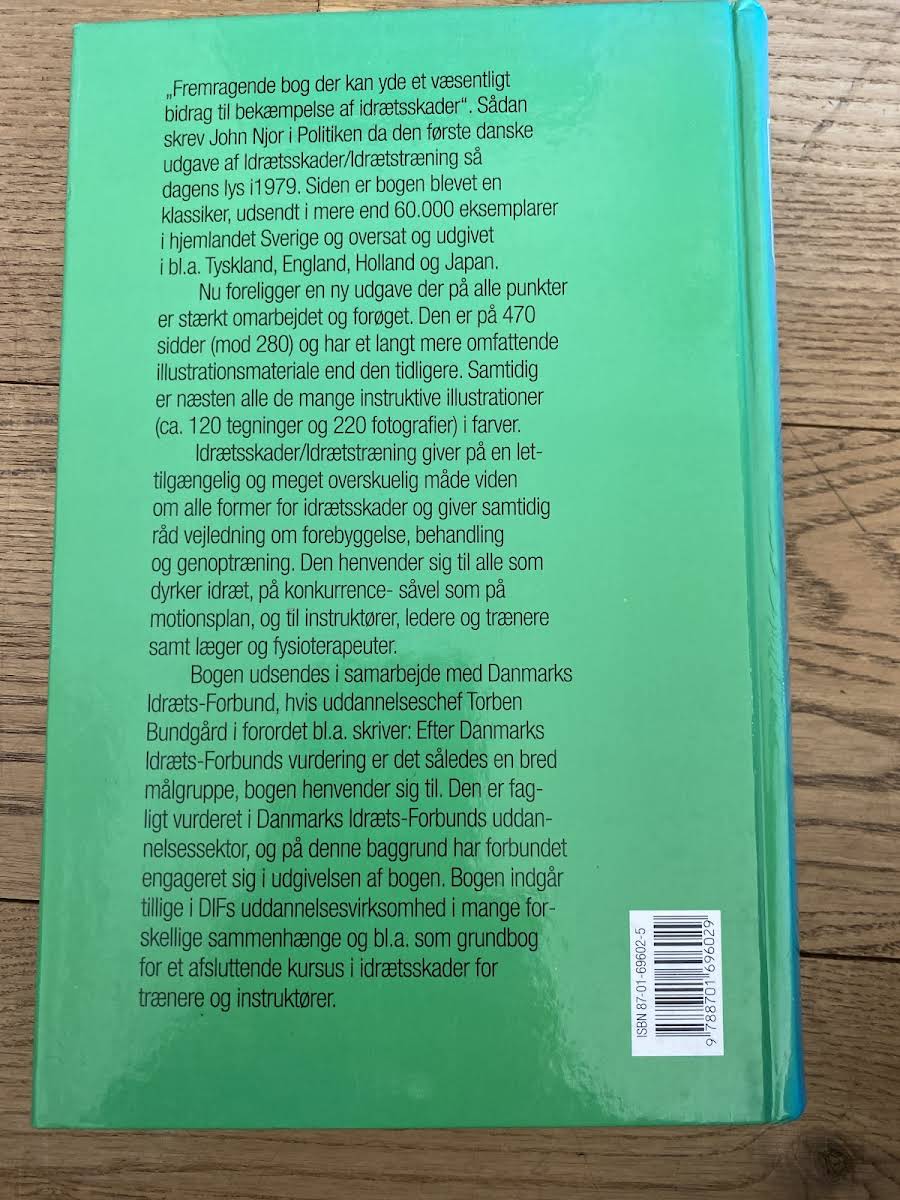 „Fremragende bog der kan yde et væsentligt
bidrag til bekæmpelse af idrætsskader“. Sådan
skrev John Njor i Politiken da den første danske
udgave af Idrætsskader/Idrætstræning så
dagens lys i1979. Siden er bogen blevet en
klassiker, udsendt i mere end 60.000 eksemplarer
i hjemlandet Sverige og oversat og udgivet
i bl.a. Tyskland, England, Holland og Japan.
Nu foreligger en ny udgave der på alle punkter
er stærkt omarbejdet og forøget. Den er på 470
sidder (mod 280) og har et langt mere omfattende
illustrationsmateriale end den tidligere. Samtidig
er næsten alle de mange instruktive illustrationer
(ca. 120 tegninger og 220 fotografier) i farver.
Idrætsskader/Idrætstræning giver på en let-
tilgængelig og meget overskuelig måde viden
om alle former for idrætsskader og giver samtidig
råd vejledning om forebyggelse, behandling
og genoptræning. Den henvender sig til alle som
dyrker idræt, på konkurrence- såvel som på
motionsplan, og til instruktører, ledere og trænere
samt læger og fysioterapeuter.
Bogen udsendes i samarbejde med Danmarks
Idræts-Forbund, hvis uddannelseschef Torben
Bundgård i forordet bl.a. skriver: Efter Danmarks
Idræts-Forbunds vurdering er det således en bred
målgruppe, bogen henvender sig til. Den er fag-
ligt vurderet i Danmarks Idræts-Forbunds uddan-
nelsessektor, og på denne baggrund har forbundet
engageret sig i udgivelsen af bogen. Bogen indgår
tillige i DIFs uddannelsesvirksomhed i mange for-
skellige sammenhænge og bl.a. som grundbog
for et afsluttende kursus i idrætsskader for
trænere og instruktører.
ISBN 87-01-69602-5
9 788701 696029